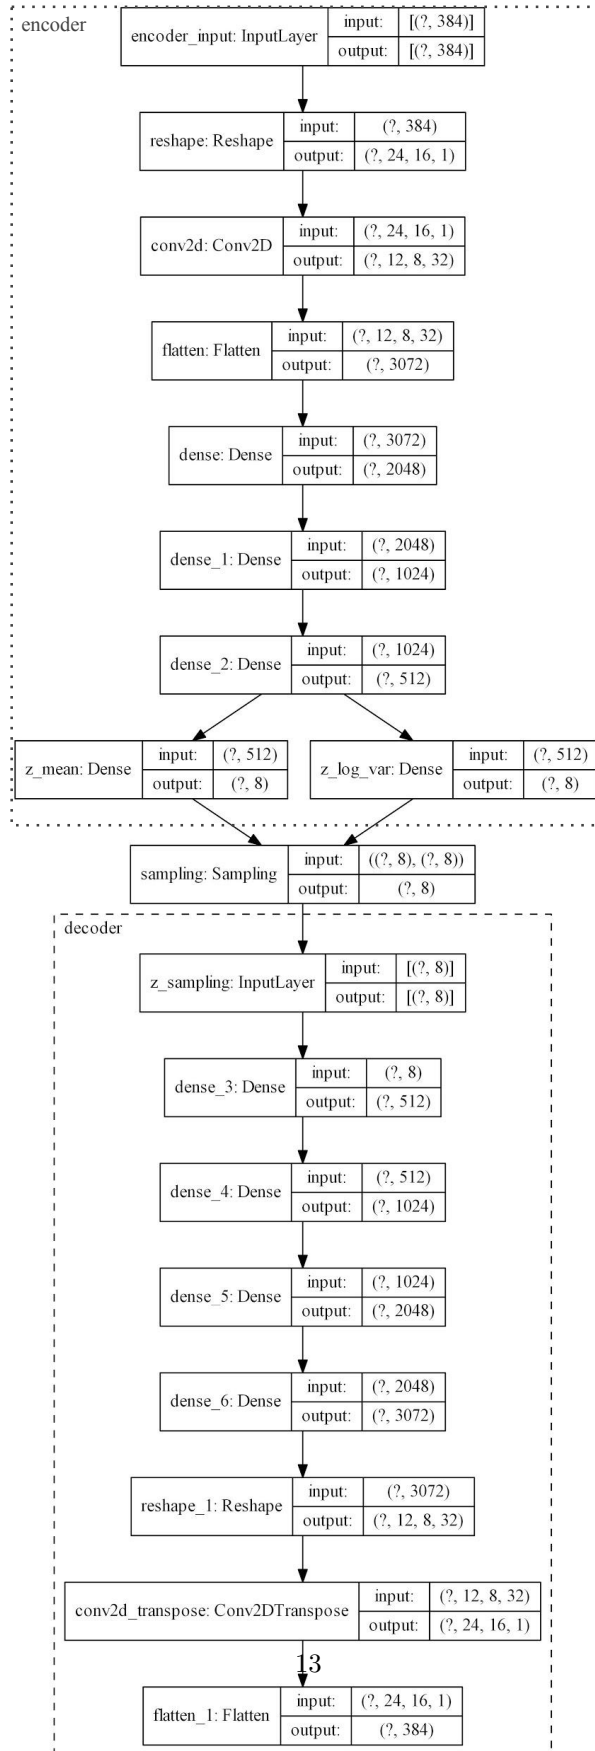 encoder
encoder_input: InputLayer
input: [(?, 384)]
output: [(?, 384)]
reshape: Reshape
input: (?, 384)
output: (?, 24, 16, 1)
conv2d: Conv2D
input: (?, 24, 16, 1)
output: (?, 12, 8, 32)
flatten: Flatten
input: (?, 12, 8, 32)
output: (?, 3072)
dense: Dense
input: (?, 3072)
output: (?, 2048)
dense_1: Dense
input: (?, 2048)
output: (?, 1024)
dense_2: Dense
input: (?, 1024)
output: (?, 512)
z_mean: Dense
input: (?, 512)
output: (?, 8)
z_log_var: Dense
input: (?, 512)
output: (?, 8)
sampling: Sampling
input: ((?, 8), (?, 8))
output: (?, 8)
decoder
z_sampling: InputLayer
input: [(?, 8)]
output: [(?, 8)]
dense_3: Dense
input: (?, 8)
output: (?, 512)
dense_4: Dense
input: (?, 512)
output: (?, 1024)
dense_5: Dense
input: (?, 1024)
output: (?, 2048)
dense_6: Dense
input: (?, 2048)
output: (?, 3072)
reshape_1: Reshape
input: (?, 3072)
output: (?, 12, 8, 32)
conv2d_transpose: Conv2DTranspose
input: (?, 12, 8, 32)
output: (?, 24, 16, 1)
13
flatten_1: Flatten
input: (?, 24, 16, 1)
output: (?, 384)